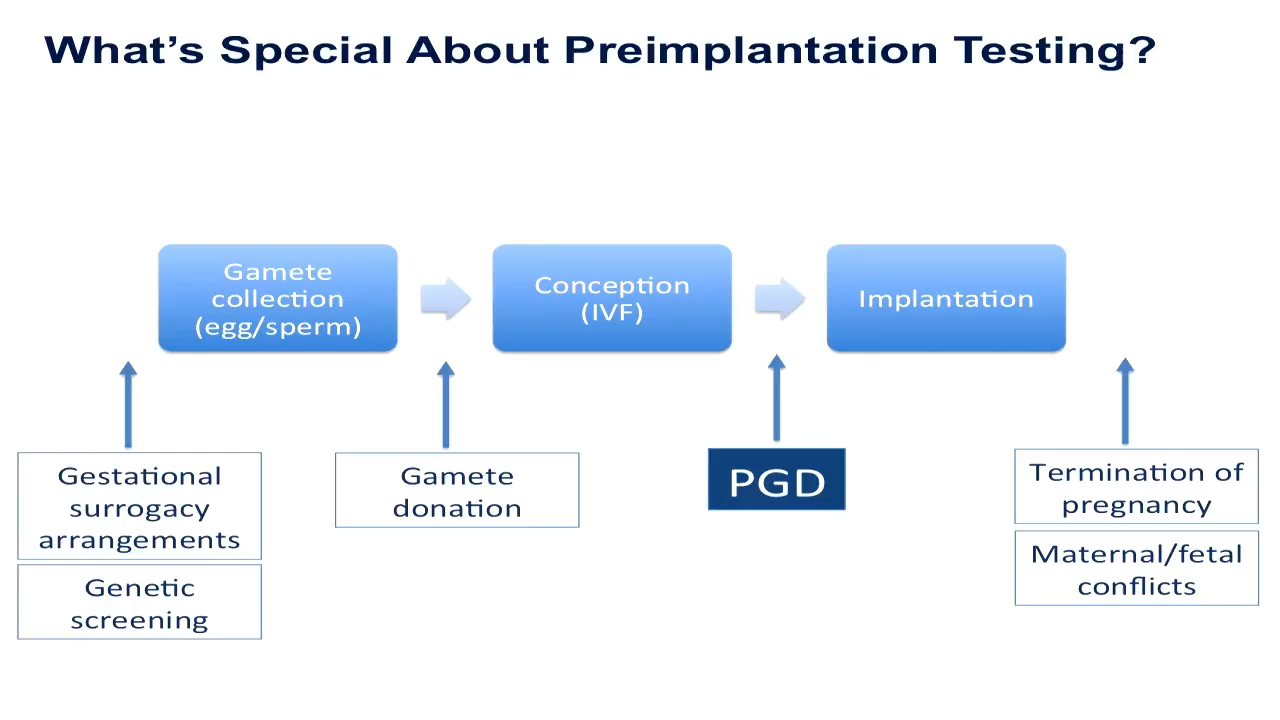 What’s Special About Preimplantation Testing?
Gamete
collection
(egg/sperm)
Conception
(IVF)
Implantation
Gestational
surrogacy
arrangements
Genetic
screening
Gamete
donation
PGD
Termination of
pregnancy
Maternal/fetal
conflicts